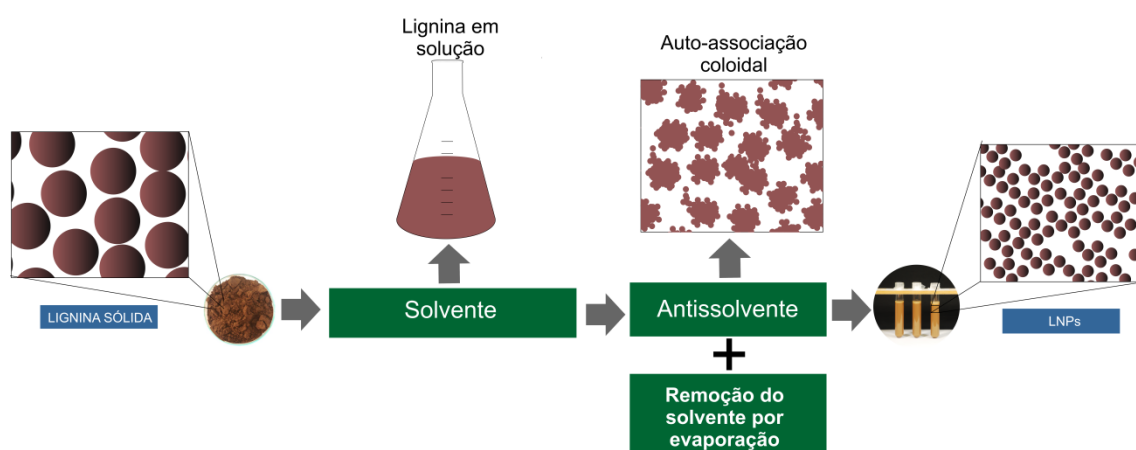 Lignina em
solução
Auto-associação
coloidal
LIGNINA SÓLIDA
Solvente
Antissolvente
LNPs
+
Remoção do
solvente por
evaporação